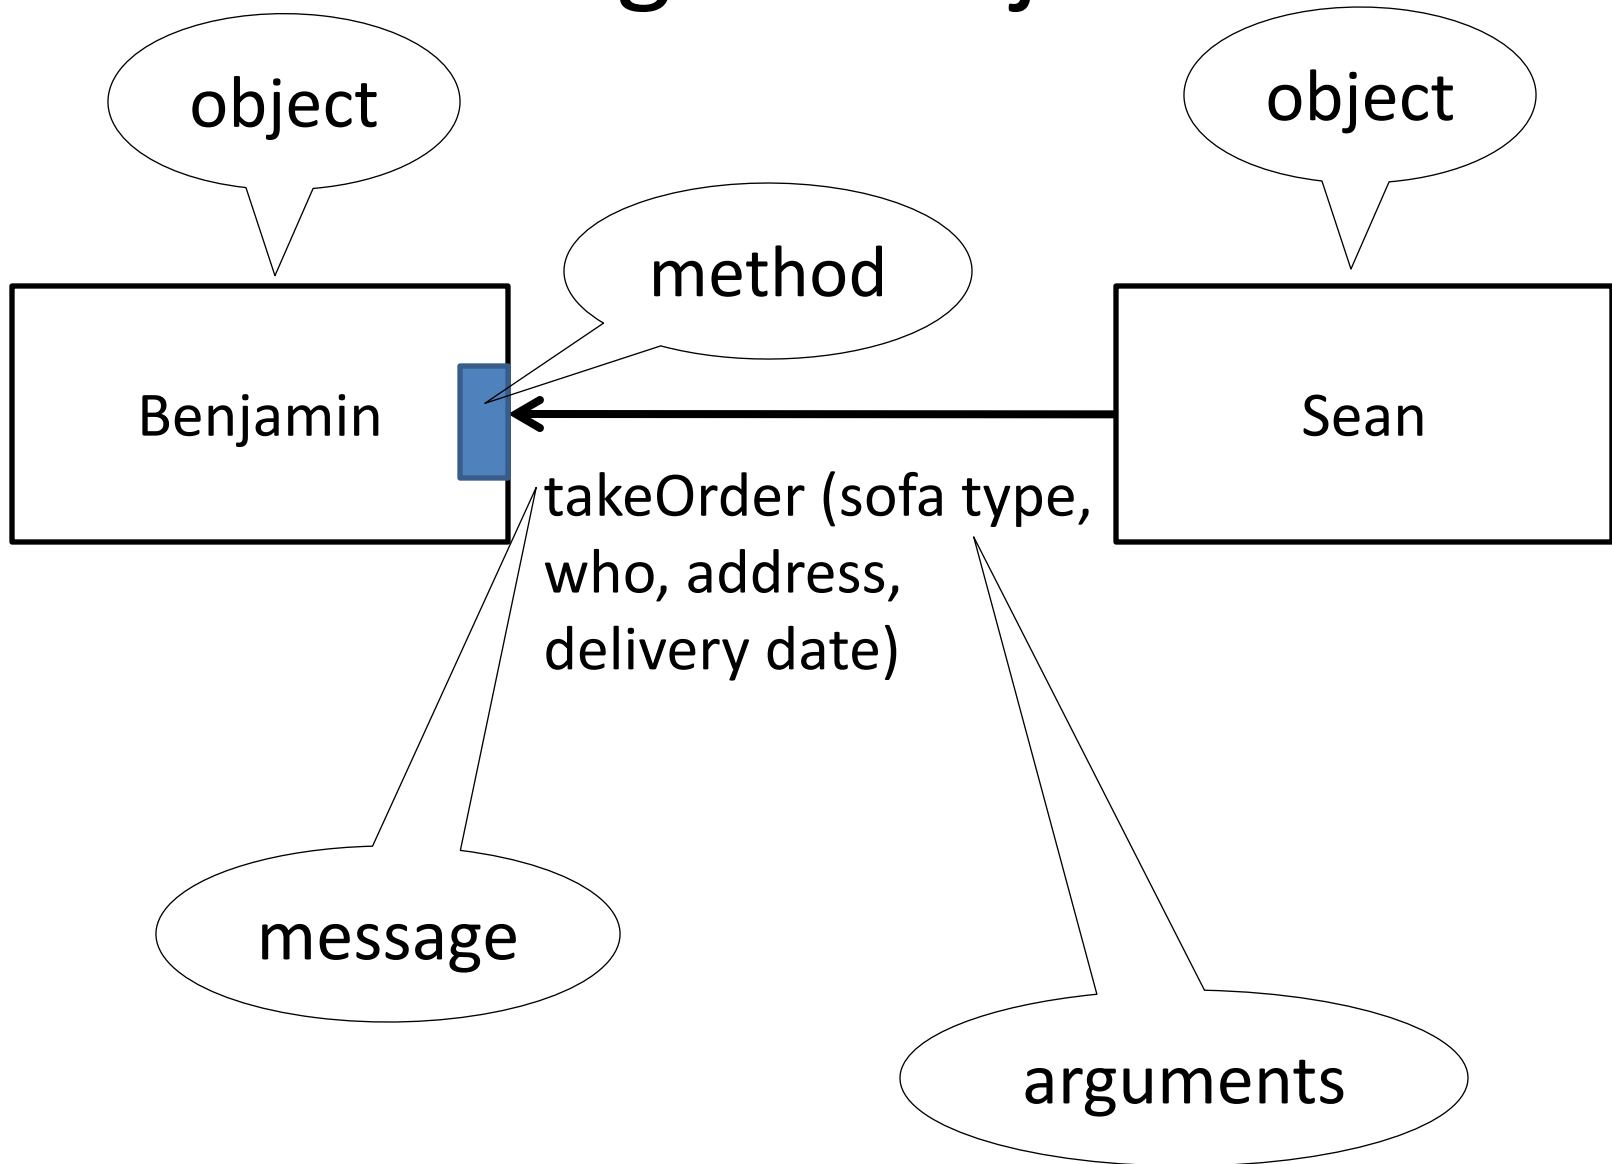 object
object
method
Benjamin
Sean
takeOrder (sofa type,
who, address,
delivery date)
message
arguments